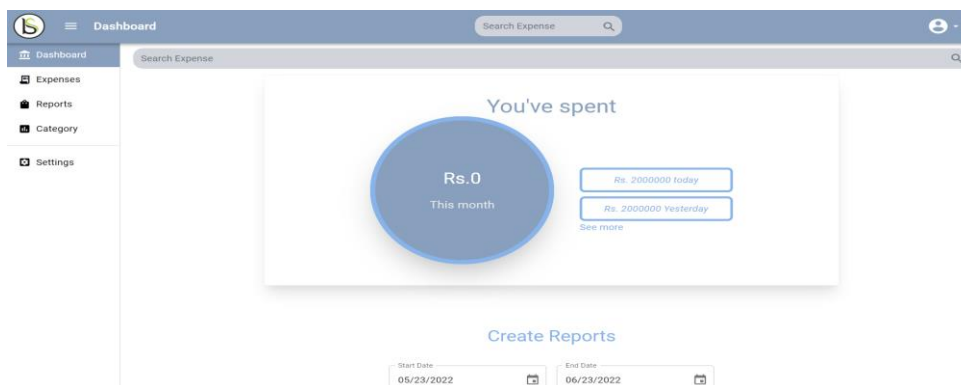 Dashboard
Search Expense
Dashboard
Search Expense
Expenses
Reports
Category
Settings
You've spent
Rs.0
This month
Rs. 2000000 today
Rs. 2000000 Yesterday
See more
Create Reports
Start Date
05/23/2022
End Date
06/23/2022